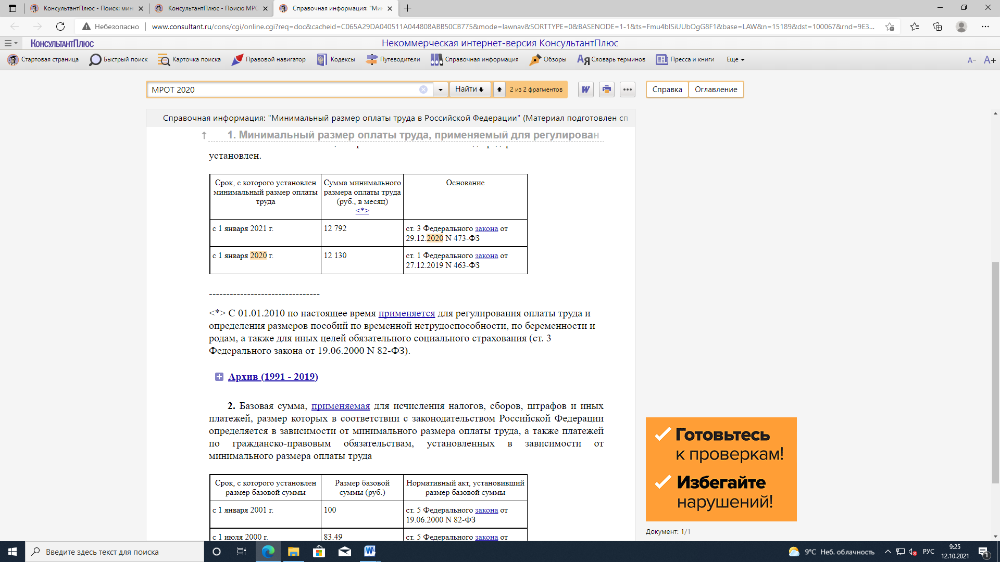 КонсультантПлюс - Поиск: мин
КонсультантПлюс - Поиск: МРО
Справочная информация: "Мин
Небезопасно
www.consultant.ru/cons/cgi/online.cgi?req=doc&cacheid=C065A29DA040511A044808ABB50CB775&mode=lawnav&SORTTYPE=0&BASENODE=1-1&ts=Fmu4blSiUUbOgG8F1&base=LAW&n=15189&dst=100067&rnd=9E3...
КонсультантПлюс
Некоммерческая интернет-версия КонсультантПлюс
Стартовая страница
Быстрый поиск
Карточка поиска
Правовой навигатор
Кодексы
Путеводители
Справочная информация
Обзоры
Словарь терминов
Пресса и книги
Еще
А−
А+
МРОТ 2020
Найти
2 из 2 фрагментов
Справка
Оглавление
Справочная информация: "Минимальный размер оплаты труда в Российской Федерации" (Материал подготовлен сп
↑ 1. Минимальный размер оплаты труда, применяемый для регулирован
установлен.
Срок, с которого установлен
минимальный размер оплаты
труда
Сумма минимального
размера оплаты труда
(руб., в месяц)
<*>
Основание
с 1 января 2021 г.
12 792
ст. 3 Федерального закона от
29.12.2020 N 473-ФЗ
с 1 января 2020 г.
12 130
ст. 1 Федерального закона от
27.12.2019 N 463-ФЗ
--------------------------------
<*> С 01.01.2010 по настоящее время применяется для регулирования оплаты труда и
определения размеров пособий по временной нетрудоспособности, по беременности и
родам, а также для иных целей обязательного социального страхования (ст. 3
Федерального закона от 19.06.2000 N 82-ФЗ).
Архив (1991 - 2019)
2. Базовая сумма, применяемая для исчисления налогов, сборов, штрафов и иных
платежей, размер которых в соответствии с законодательством Российской Федерации
определяется в зависимости от минимального размера оплаты труда, а также платежей
по гражданско-правовым обязательствам, установленных в зависимости от
минимального размера оплаты труда
Срок, с которого установлен
размер базовой суммы
Размер базовой
суммы (руб.)
Нормативный акт, установивший
размер базовой суммы
с 1 января 2001 г.
100
ст. 5 Федерального закона от
19.06.2000 N 82-ФЗ
с 1 июля 2000 г.
83.49
ст. 5 Федерального закона от
Готовьтесь
к проверкам!
Избегайте
нарушений!
Документ: 1/1
Введите здесь текст для поиска
9°C Неб. облачность
РУС
9:25
12.10.2021
1